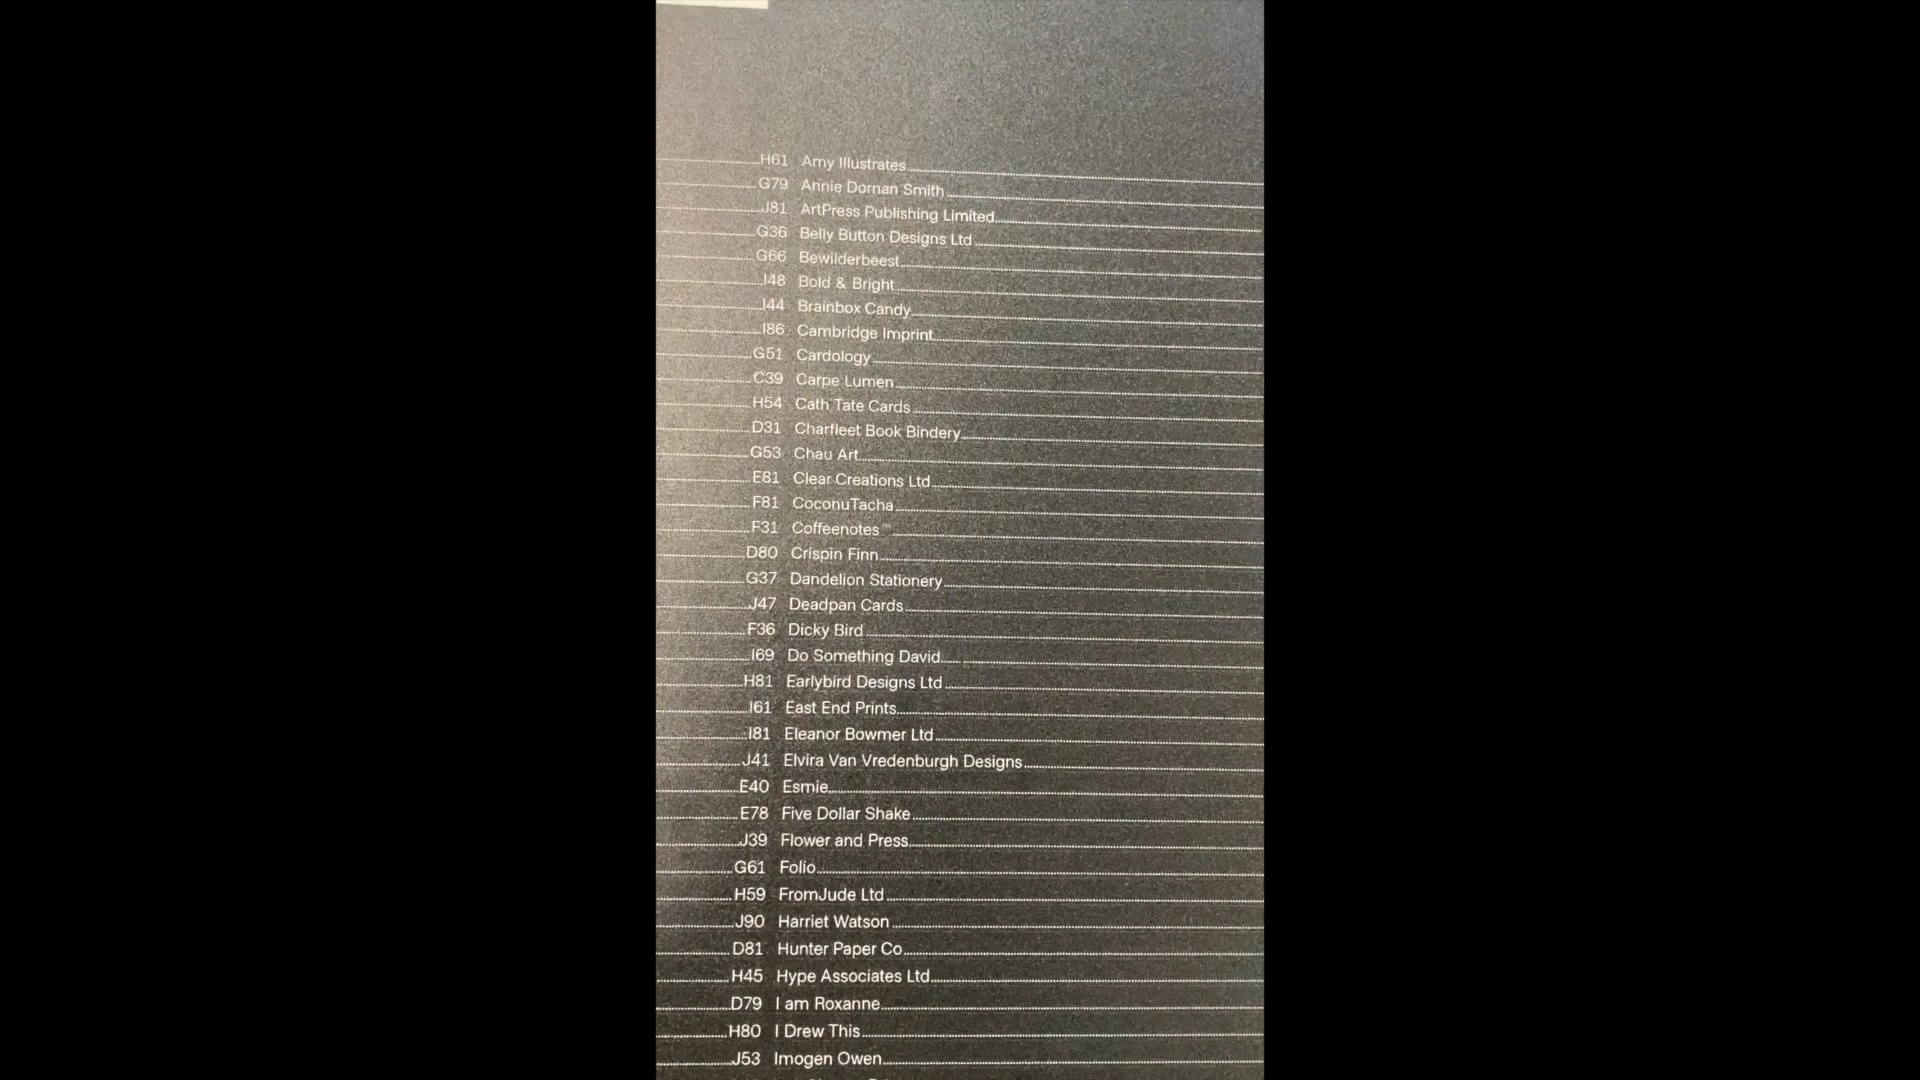 H61 Amy Illustrates
G79 Annie Dornan Smith
J81 ArtPress Publishing Limited
G36 Belly Button Designs Ltd
G66 Bewilderbeest
I48 Bold & Bright
I44 Brainbox Candy
I86 Cambridge Imprint
G51 Cardology
C39 Carpe Lumen
H54 Cath Tate Cards
D31 Charfleet Book Bindery
G53 Chau Art
E81 Clear Creations Ltd
F81 CoconuTacha
F31 Coffeenotes™
D80 Crispin Finn
G37 Dandelion Stationery
J47 Deadpan Cards
F36 Dicky Bird
I69 Do Something David
H81 Earlybird Designs Ltd
I61 East End Prints
I81 Eleanor Bowmer Ltd
J41 Elvira Van Vredenburgh Designs
E40 Esmie
E78 Five Dollar Shake
J39 Flower and Press
G61 Folio
H59 FromJude Ltd
J90 Harriet Watson
D81 Hunter Paper Co
H45 Hype Associates Ltd
D79 I am Roxanne
H80 I Drew This
J53 Imogen Owen